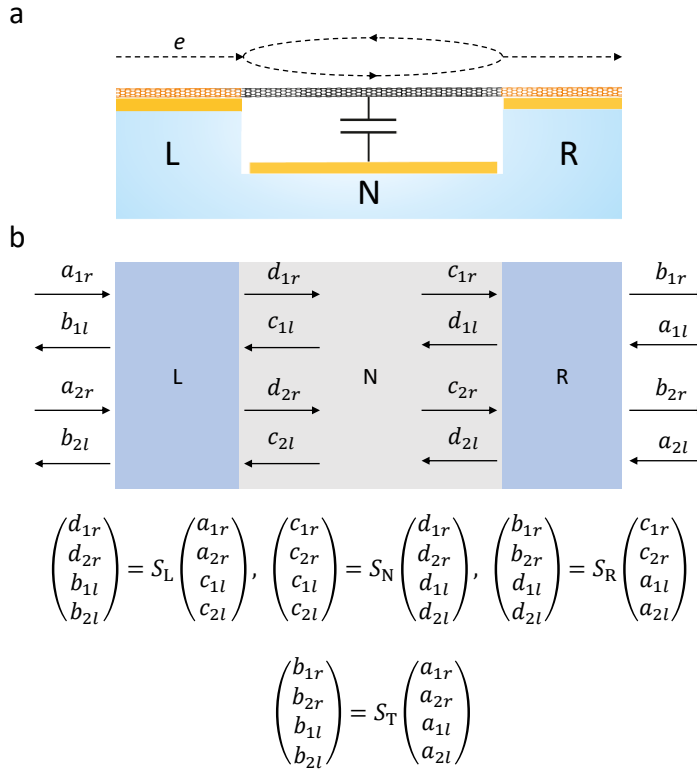 a
e
L
R
N
b
a1r d1r c1r b1r
b1l c1l d1l a1l
L N R
a2r d2r c2r b2r
b2l c2l d2l a2l
(d1r d2r b1l b2l) = SL (a1r a2r c1l c2l), (c1r c2r c1l c2l) = SN (d1r d2r d1l d2l), (b1r b2r d1l d2l) = SR (c1r c2r a1l a2l)
(b1r b2r b1l b2l) = ST (a1r a2r a1l a2l)